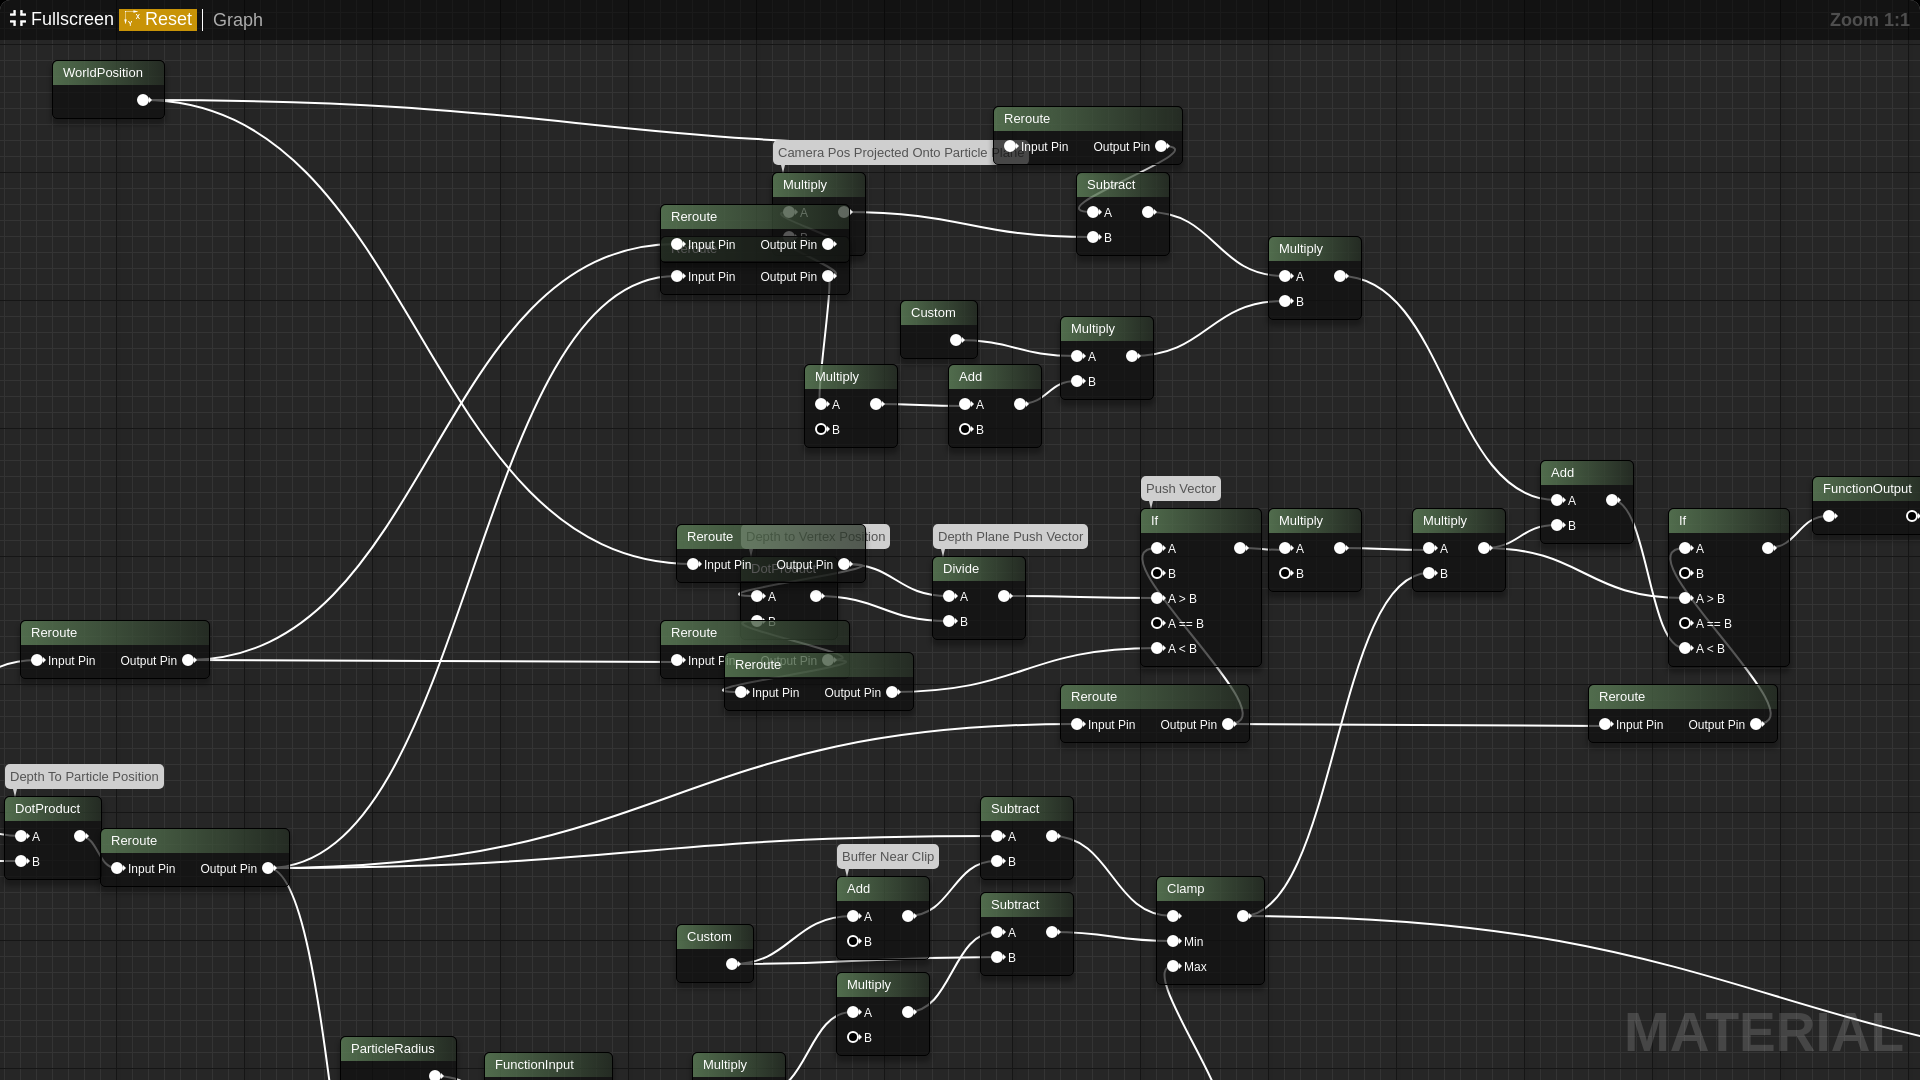 Fullscreen Reset Graph Zoom 1:1
WorldPosition
Reroute
Input Pin Output Pin
Camera Pos Projected Onto Particle Plane
Multiply
A
B
Subtract
A
B
Reroute
Input Pin Output Pin
Reroute
Input Pin Output Pin
Multiply
A
B
Custom
Multiply
A
B
Multiply
A
B
Add
A
B
Push Vector
If
A
B
A > B
A == B
A < B
Multiply
A
B
Multiply
A
B
Add
A
B
If
A
B
A > B
A == B
A < B
FunctionOutput
Reroute
Input Pin Output Pin
Depth to Vertex Position
DotProduct
A
B
Depth Plane Push Vector
Divide
A
B
Reroute
Input Pin Output Pin
Reroute
Input Pin Output Pin
Reroute
Input Pin Output Pin
Reroute
Input Pin Output Pin
Reroute
Input Pin Output Pin
Depth To Particle Position
DotProduct
A
B
Reroute
Input Pin Output Pin
Subtract
A
B
Buffer Near Clip
Add
A
B
Subtract
A
B
Clamp
Min
Max
Custom
Multiply
A
B
ParticleRadius
FunctionInput
Multiply
MATERIAL